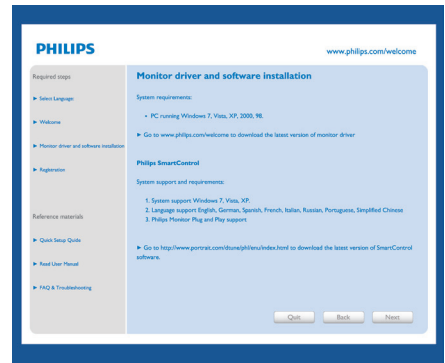 PHILIPS
www.philips.com/welcome
Required steps
► Select Language:
► Welcome
► Monitor driver and software installation
► Registration
Reference materials
► Quick Setup Guide
► Read User Manual
► FAQ & Troubleshooting
Monitor driver and software installation
System requirements:
• PC running Windows 7, Vista, XP, 2000, 98.
► Go to www.philips.com/welcome to download the latest version of monitor driver
Philips SmartControl
System support and requirements:
1. System support Windows 7, Vista, XP.
2. Language support English, German, Spanish, French, Italian, Russian, Portuguese, Simplified Chinese
3. Philips Monitor Plug and Play support
► Go to http://www.portrait.com/dtune/phl/enu/index.html to download the latest version of SmartControl
software.
Quit
Back
Next